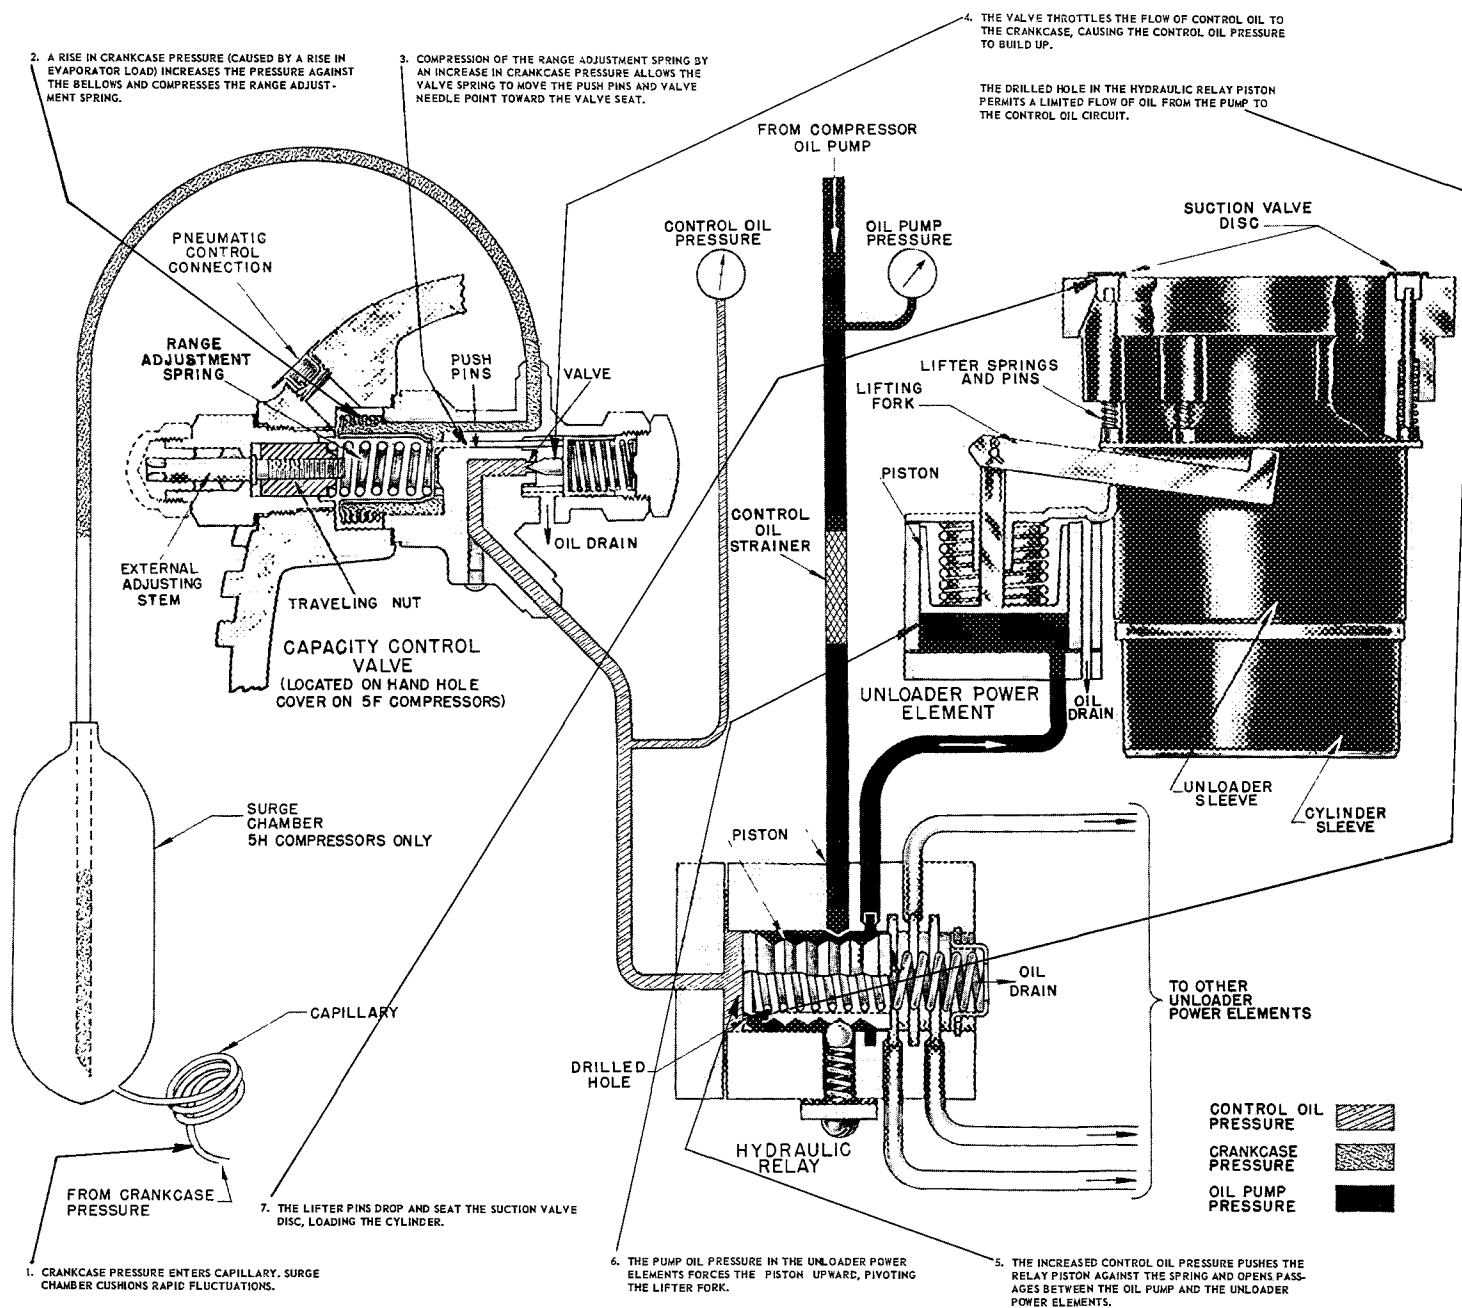 4. THE VALVE THROTTLES THE FLOW OF CONTROL OIL TO
THE CRANKCASE, CAUSING THE CONTROL OIL PRESSURE
TO BUILD UP.
2. A RISE IN CRANKCASE PRESSURE (CAUSED BY A RISE IN
EVAPORATOR LOAD) INCREASES THE PRESSURE AGAINST
THE BELLOWS AND COMPRESSES THE RANGE ADJUST-
MENT SPRING.
3. COMPRESSION OF THE RANGE ADJUSTMENT SPRING BY
AN INCREASE IN CRANKCASE PRESSURE ALLOWS THE
VALVE SPRING TO MOVE THE PUSH PINS AND VALVE
NEEDLE POINT TOWARD THE VALVE SEAT.
THE DRILLED HOLE IN THE HYDRAULIC RELAY PISTON
PERMITS A LIMITED FLOW OF OIL FROM THE PUMP TO
THE CONTROL OIL CIRCUIT.
FROM COMPRESSOR
OIL PUMP
PNEUMATIC
CONTROL
CONNECTION
CONTROL OIL
PRESSURE
OIL PUMP
PRESSURE
SUCTION VALVE
DISC
RANGE
ADJUSTMENT
SPRING
PUSH
PINS
VALVE
LIFTER SPRINGS
AND PINS
LIFTING
FORK
PISTON
CONTROL
OIL
STRAINER
OIL DRAIN
EXTERNAL
ADJUSTING
STEM
TRAVELING NUT
CAPACITY CONTROL
VALVE
(LOCATED ON HAND HOLE
COVER ON 5F COMPRESSORS)
UNLOADER POWER
ELEMENT
OIL
DRAIN
UNLOADER
SLEEVE
CYLINDER
SLEEVE
SURGE
CHAMBER
5H COMPRESSORS ONLY
PISTON
CAPILLARY
OIL
DRAIN
TO OTHER
UNLOADER
POWER ELEMENTS
DRILLED
HOLE
HYDRAULIC
RELAY
CONTROL OIL
PRESSURE
CRANKCASE
PRESSURE
OIL PUMP
PRESSURE
FROM CRANKCASE
PRESSURE
7. THE LIFTER PINS DROP AND SEAT THE SUCTION VALVE
DISC, LOADING THE CYLINDER.
1. CRANKCASE PRESSURE ENTERS CAPILLARY. SURGE
CHAMBER CUSHIONS RAPID FLUCTUATIONS.
6. THE PUMP OIL PRESSURE IN THE UNLOADER POWER
ELEMENTS FORCES THE PISTON UPWARD, PIVOTING
THE LIFTER FORK.
5. THE INCREASED CONTROL OIL PRESSURE PUSHES THE
RELAY PISTON AGAINST THE SPRING AND OPENS PASS-
AGES BETWEEN THE OIL PUMP AND THE UNLOADER
POWER ELEMENTS.